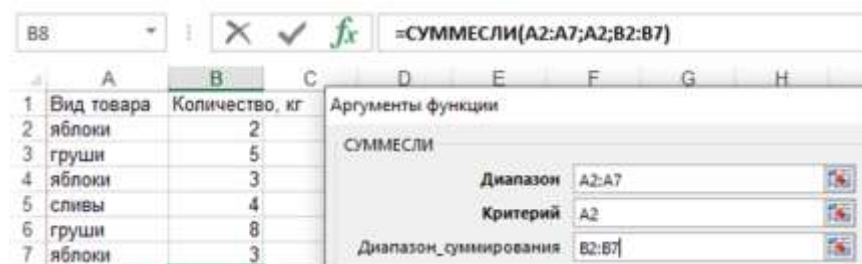 B8 fx =СУММЕСЛИ(A2:A7;A2;B2:B7)
A B C D E F G H
1 Вид товара Количество, кг
Аргументы функции
2 яблоки 2
СУММЕСЛИ
3 груши 5
4 яблоки 3
Диапазон A2:A7
5 сливы 4
Критерий A2
6 груши 8
7 яблоки 3
Диапазон_суммирования B2:B7